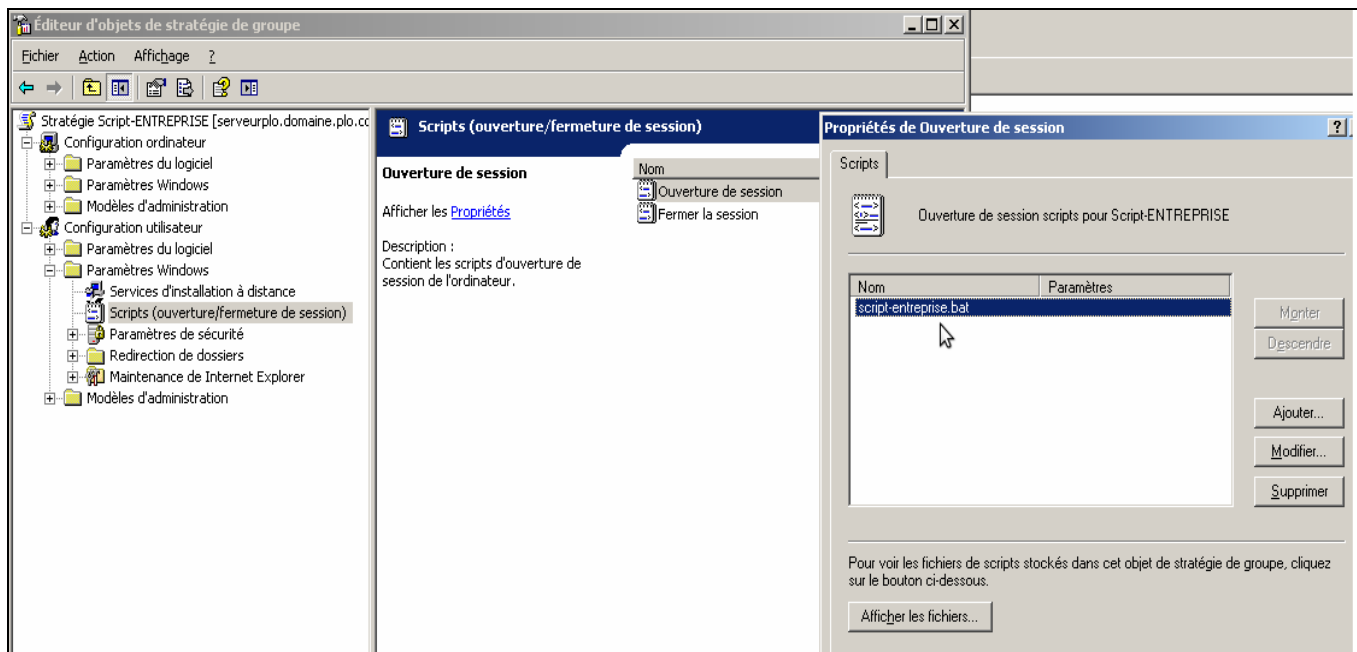 Éditeur d'objets de stratégie de groupe
Fichier Action Affichage ?
Stratégie Script-ENTREPRISE [serveurplo.domaine.plo.cc
Configuration ordinateur
Paramètres du logiciel
Paramètres Windows
Modèles d'administration
Configuration utilisateur
Paramètres du logiciel
Paramètres Windows
Services d'installation à distance
Scripts (ouverture/fermeture de session)
Paramètres de sécurité
Redirection de dossiers
Maintenance de Internet Explorer
Modèles d'administration
Scripts (ouverture/fermeture de session)
Ouverture de session
Afficher les Propriétés
Description :
Contient les scripts d'ouverture de
session de l'ordinateur.
Nom
Ouverture de session
Fermer la session
Propriétés de Ouverture de session
?
Scripts
Ouverture de session scripts pour Script-ENTREPRISE
Nom Paramètres
script-entreprise.bat
Monter
Descendre
Ajouter...
Modifier...
Supprimer
Pour voir les fichiers de scripts stockés dans cet objet de stratégie de groupe, cliquez
sur le bouton ci-dessous.
Afficher les fichiers...